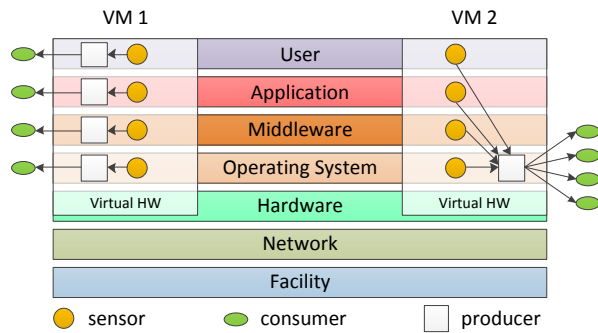 VM 1
VM 2
User
Application
Middleware
Operating System
Virtual HW
Hardware
Virtual HW
Network
Facility
sensor
consumer
producer